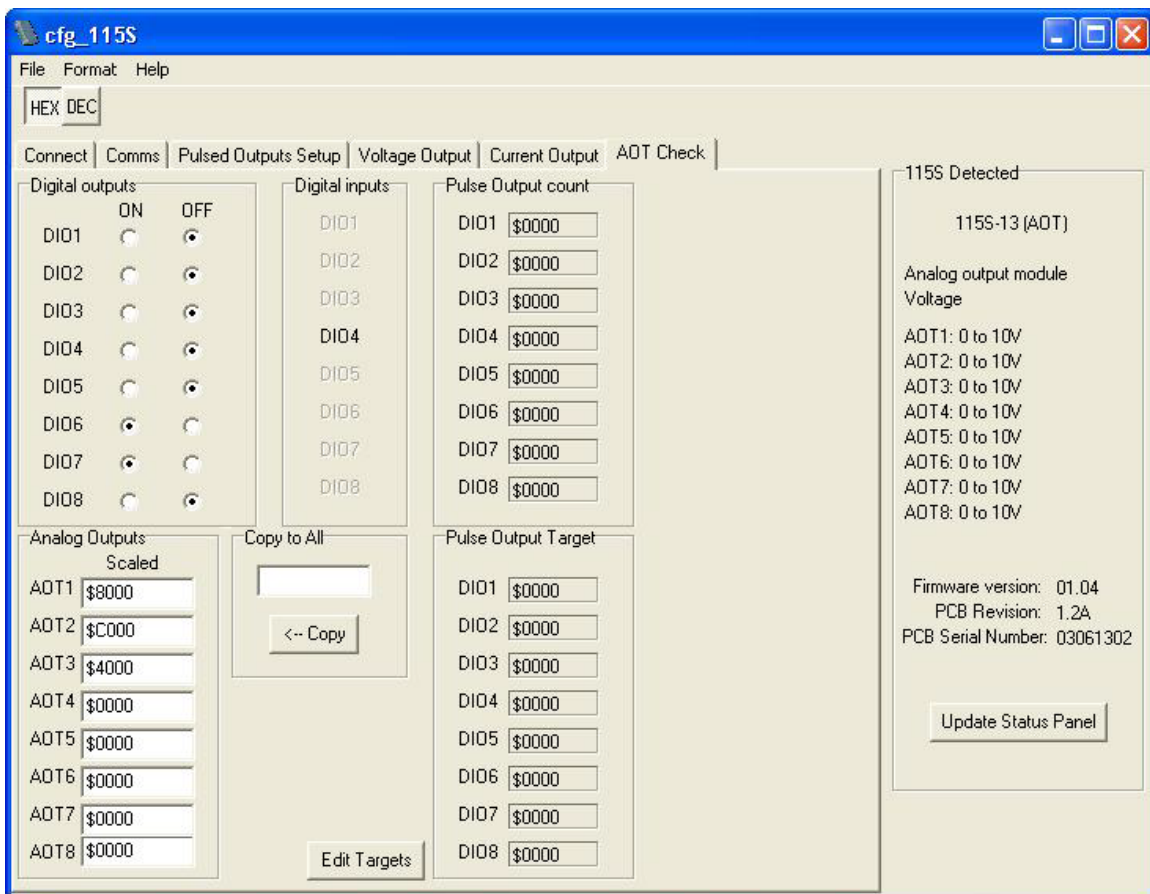 cfg_115S
File Format Help
HEX DEC
Connect Comms Pulsed Outputs Setup Voltage Output Current Output AOT Check
Digital outputs
ON OFF
DIO1
DIO2
DIO3
DIO4
DIO5
DIO6
DIO7
DIO8
Digital inputs
DIO1
DIO2
DIO3
DIO4
DIO5
DIO6
DIO7
DIO8
Pulse Output count
DIO1 $0000
DIO2 $0000
DIO3 $0000
DIO4 $0000
DIO5 $0000
DIO6 $0000
DIO7 $0000
DIO8 $0000
Analog Outputs
Scaled
AOT1 $8000
AOT2 $C000
AOT3 $4000
AOT4 $0000
AOT5 $0000
AOT6 $0000
AOT7 $0000
AOT8 $0000
Copy to All
<-- Copy
Edit Targets
Pulse Output Target
DIO1 $0000
DIO2 $0000
DIO3 $0000
DIO4 $0000
DIO5 $0000
DIO6 $0000
DIO7 $0000
DIO8 $0000
115S Detected
115S-13 (AOT)
Analog output module
Voltage
AOT1: 0 to 10V
AOT2: 0 to 10V
AOT3: 0 to 10V
AOT4: 0 to 10V
AOT5: 0 to 10V
AOT6: 0 to 10V
AOT7: 0 to 10V
AOT8: 0 to 10V
Firmware version: 01.04
PCB Revision: 1.2A
PCB Serial Number: 03061302
Update Status Panel